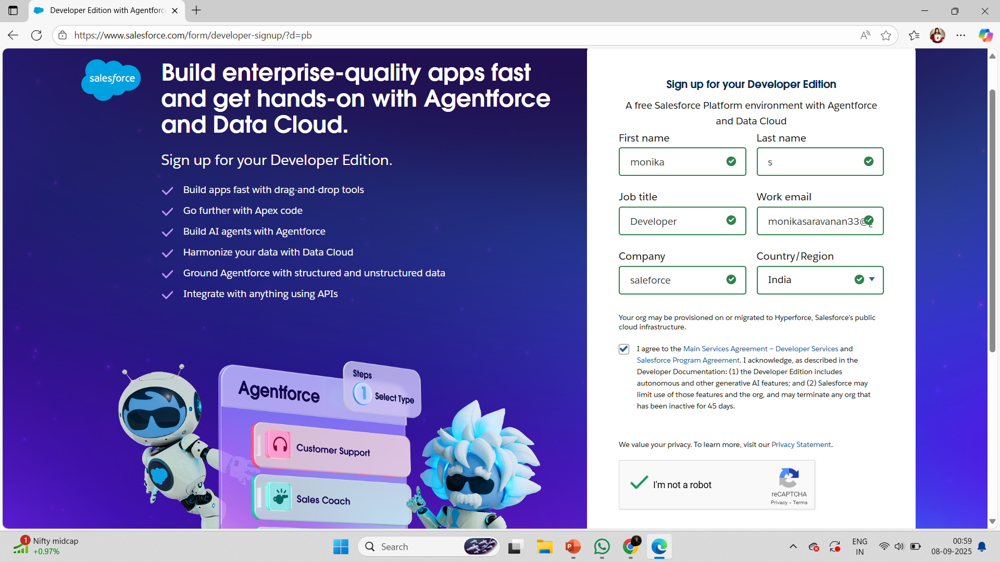 Developer Edition with Agentforc
https://www.salesforce.com/form/developer-signup/?d=pb
salesforce
Build enterprise-quality apps fast
and get hands-on with Agentforce
and Data Cloud.
Sign up for your Developer Edition.
Build apps fast with drag-and-drop tools
Go further with Apex code
Build AI agents with Agentforce
Harmonize your data with Data Cloud
Ground Agentforce with structured and unstructured data
Integrate with anything using APIs
Agentforce
Steps
1
Select Type
Customer Support
Sales Coach
Sign up for your Developer Edition
A free Salesforce Platform environment with Agentforce
and Data Cloud
First name
Last name
monika
s
Job title
Work email
Developer
monikasaravanan33@
Company
Country/Region
saleforce
India
Your org may be provisioned on or migrated to Hyperforce, Salesforce's public
cloud infrastructure.
I agree to the Main Services Agreement – Developer Services and
Salesforce Program Agreement. I acknowledge, as described in the
Developer Documentation: (1) the Developer Edition includes
autonomous and other generative AI features; and (2) Salesforce may
limit use of those features and the org, and may terminate any org that
has been inactive for 45 days.
We value your privacy. To learn more, visit our Privacy Statement.
I'm not a robot
reCAPTCHA
Privacy - Terms
1
Nifty midcap
+0.97%
Search
ENG
IN
00:59
08-09-2025